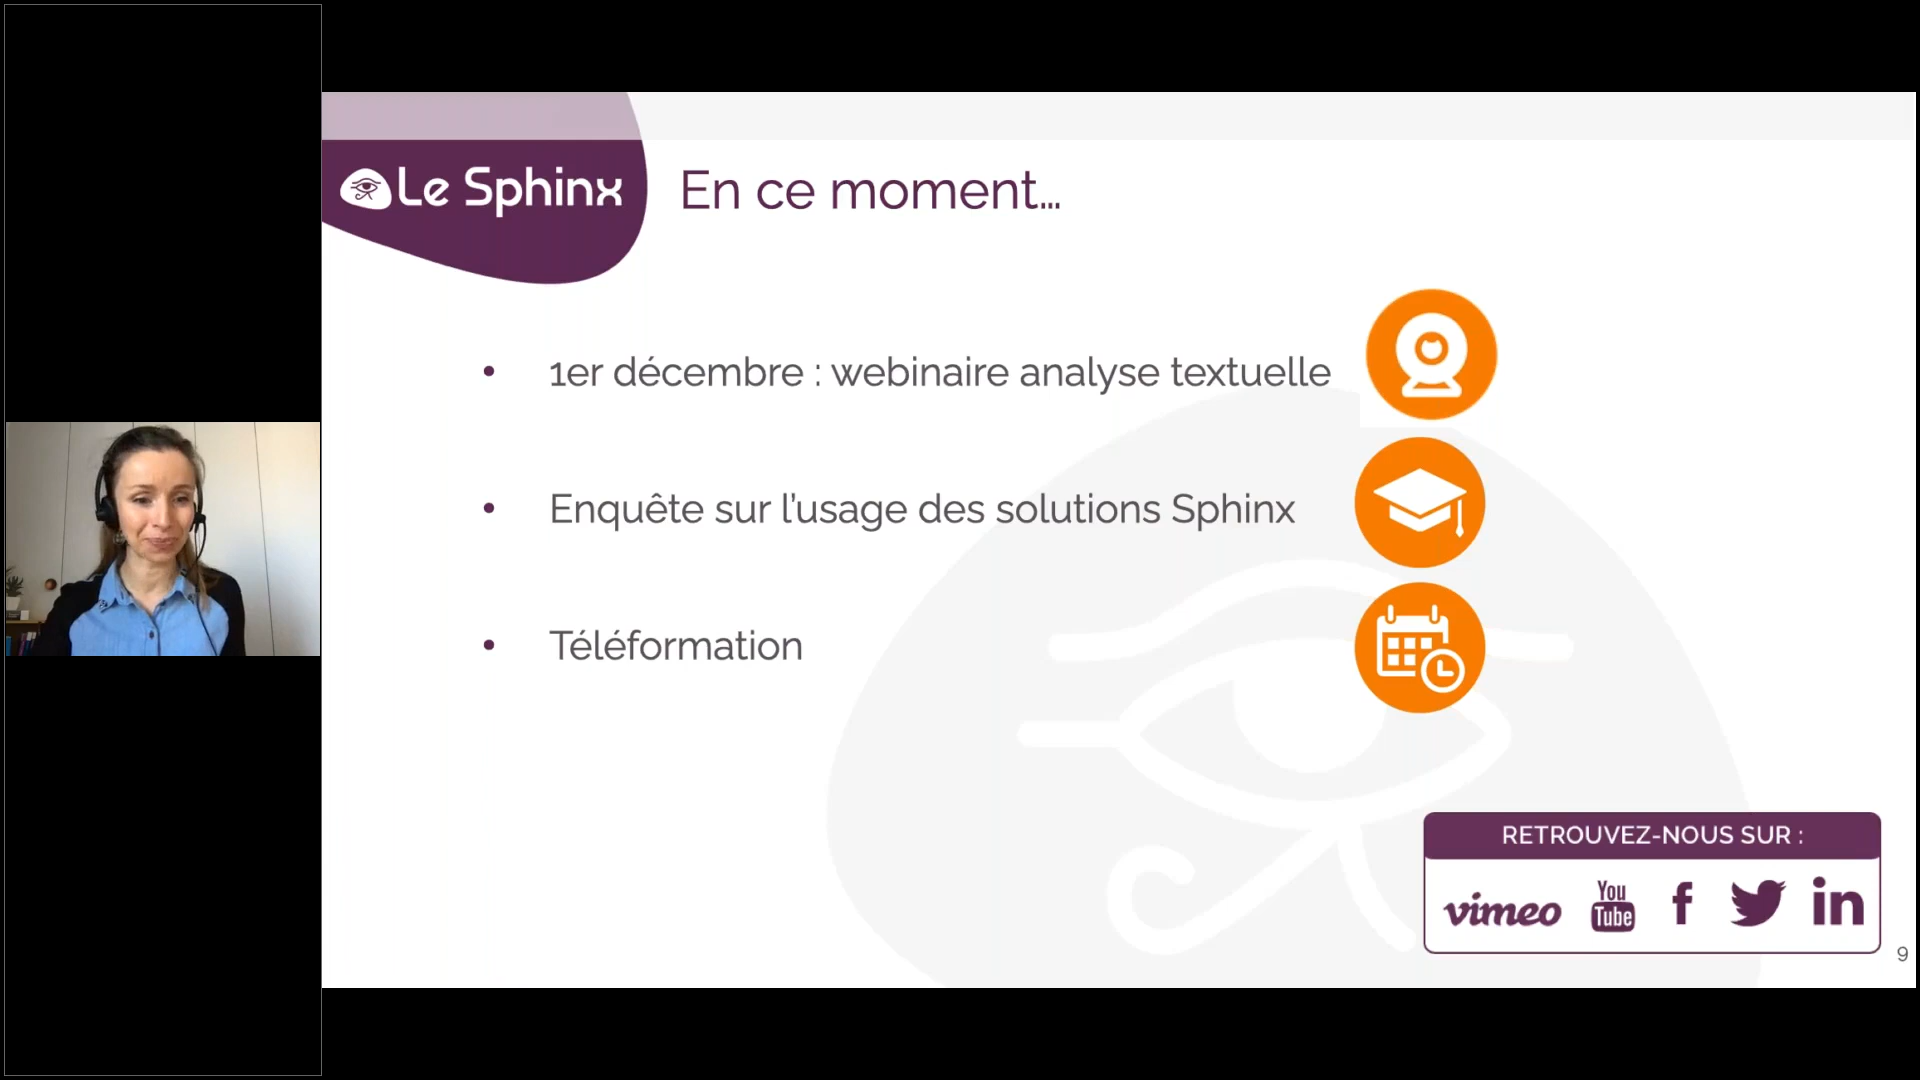 Le Sphinx
En ce moment...
• 1er décembre : webinaire analyse textuelle
• Enquête sur l'usage des solutions Sphinx
• Téléformation
RETROUVEZ-NOUS SUR :
vimeo
You
Tube
f
in
9